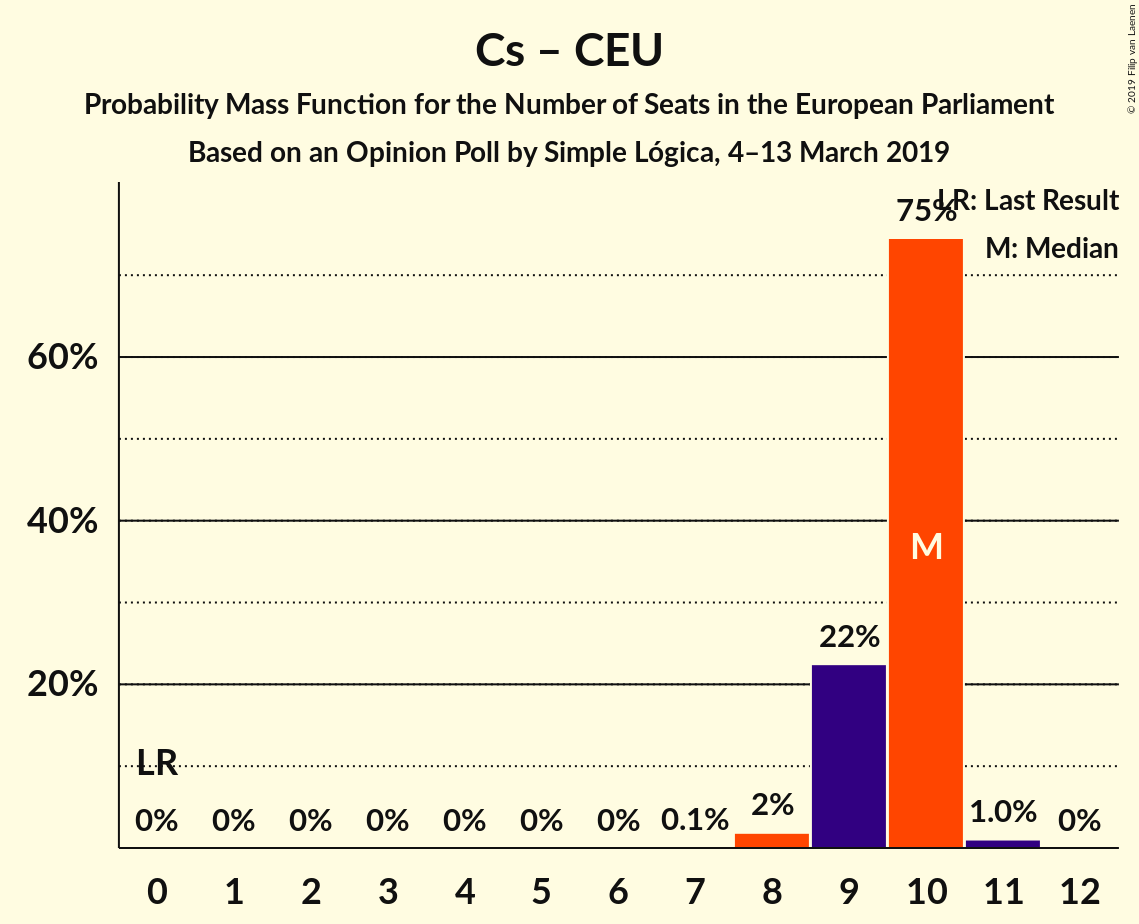 © 2019 Filip van Laenen
Cs – CEU
Probability Mass Function for the Number of Seats in the European Parliament
Based on an Opinion Poll by Simple Lógica, 4–13 March 2019
LR: Last Result
M: Median
75%
60%
40%
M
22%
20%
LR
0% 0% 0% 0% 0% 0% 0% 0.1% 2% 1.0% 0%
0 1 2 3 4 5 6 7 8 9 10 11 12